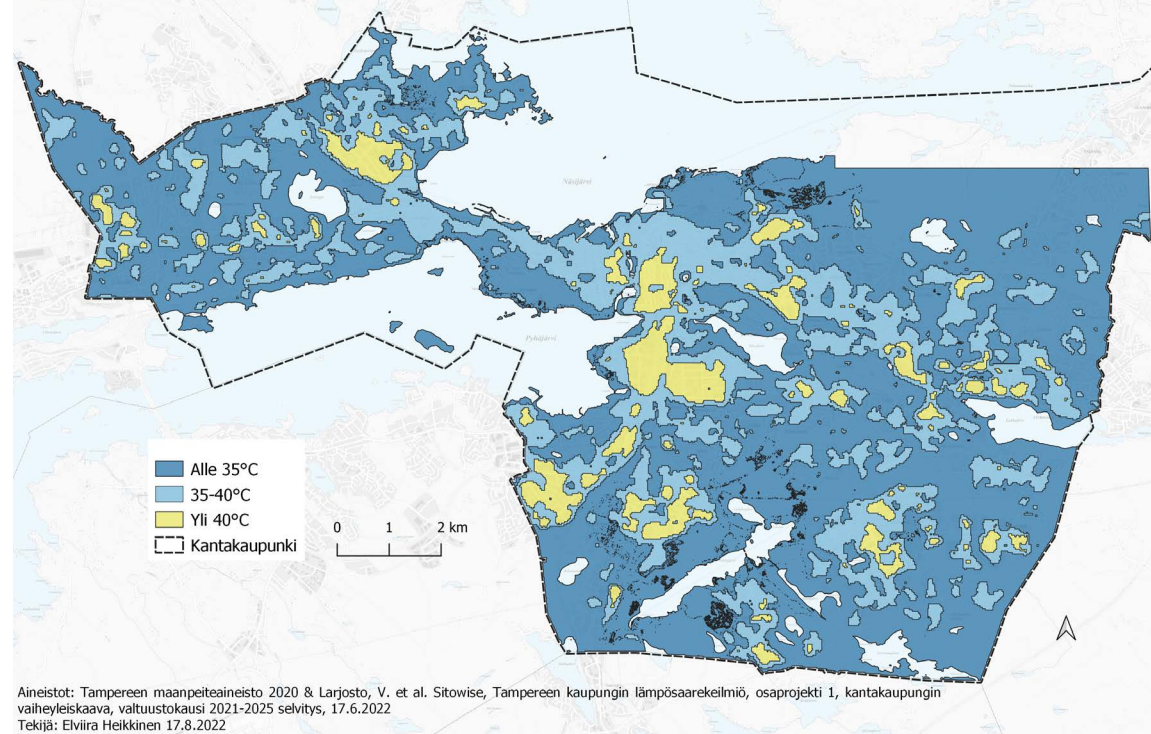 Näsijärvi
Pyhäjärvi
Alle 35°C
35-40°C
Yli 40°C
Kantakaupunki
0 1 2 km
Aineistot: Tampereen maanpeiteaineisto 2020 & Larjosto, V. et al. Sitowise, Tampereen kaupungin lämpösaarekeilmiö, osaprojekti 1, kantakaupungin
vaiheyleiskaava, valtuustokausi 2021-2025 selvitys, 17.6.2022
Tekijä: Elviira Heikkinen 17.8.2022